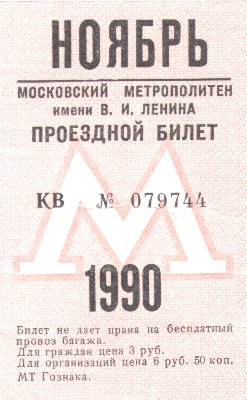 НОЯБРЬ
МОСКОВСКИЙ МЕТРОПОЛИТЕН
имени В. И. ЛЕНИНА
ПРОЕЗДНОЙ БИЛЕТ
КВ № 079744
М
1990
Билет не дает права на бесплатный
провоз багажа.
Для граждан цена 3 руб.
Для организаций цена 6 руб. 50 коп.
МТ Гознака.